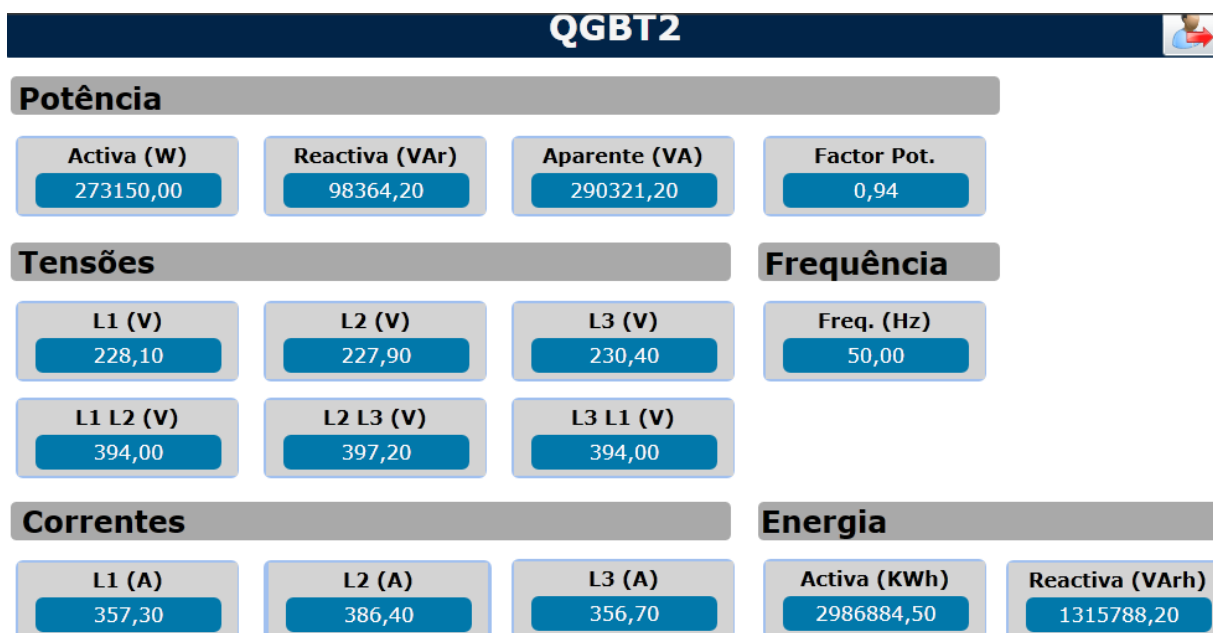 QGBT2
Potência
Activa (W) Reactiva (VAr) Aparente (VA) Factor Pot.
273150,00 98364,20 290321,20 0,94
Tensões Frequência
L1 (V) L2 (V) L3 (V) Freq. (Hz)
228,10 227,90 230,40 50,00
L1 L2 (V) L2 L3 (V) L3 L1 (V)
394,00 397,20 394,00
Correntes Energia
L1 (A) L2 (A) L3 (A) Activa (KWh) Reactiva (VArh)
357,30 386,40 356,70 2986884,50 1315788,20